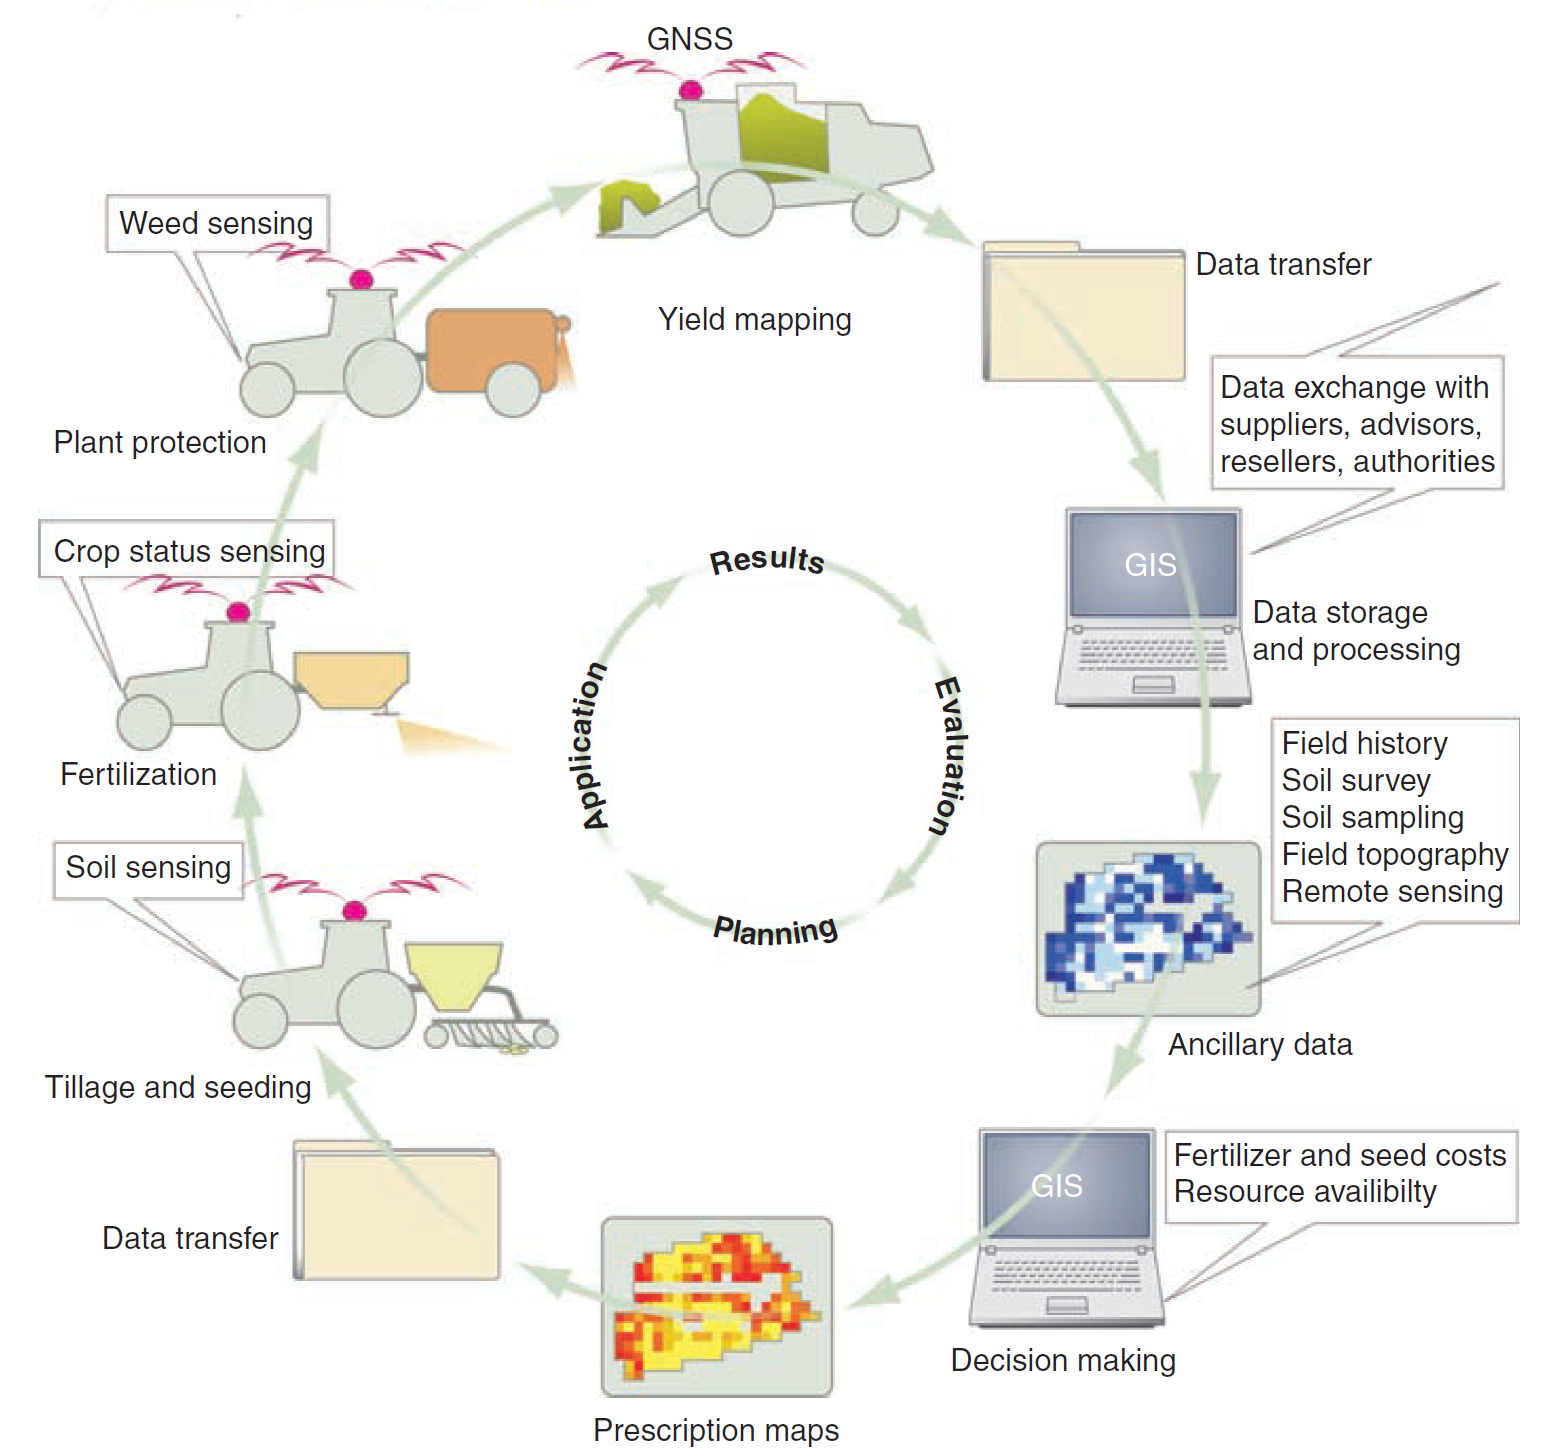 GNSS
Weed sensing
Yield mapping
Data transfer
Data exchange with
suppliers, advisors,
resellers, authorities
Plant protection
Crop status sensing
GIS
Data storage
and processing
Results
Evaluation
Planning
Application
Fertilization
Field history
Soil survey
Soil sampling
Field topography
Remote sensing
Soil sensing
Ancillary data
Tillage and seeding
Fertilizer and seed costs
Resource availibilty
GIS
Data transfer
Decision making
Prescription maps